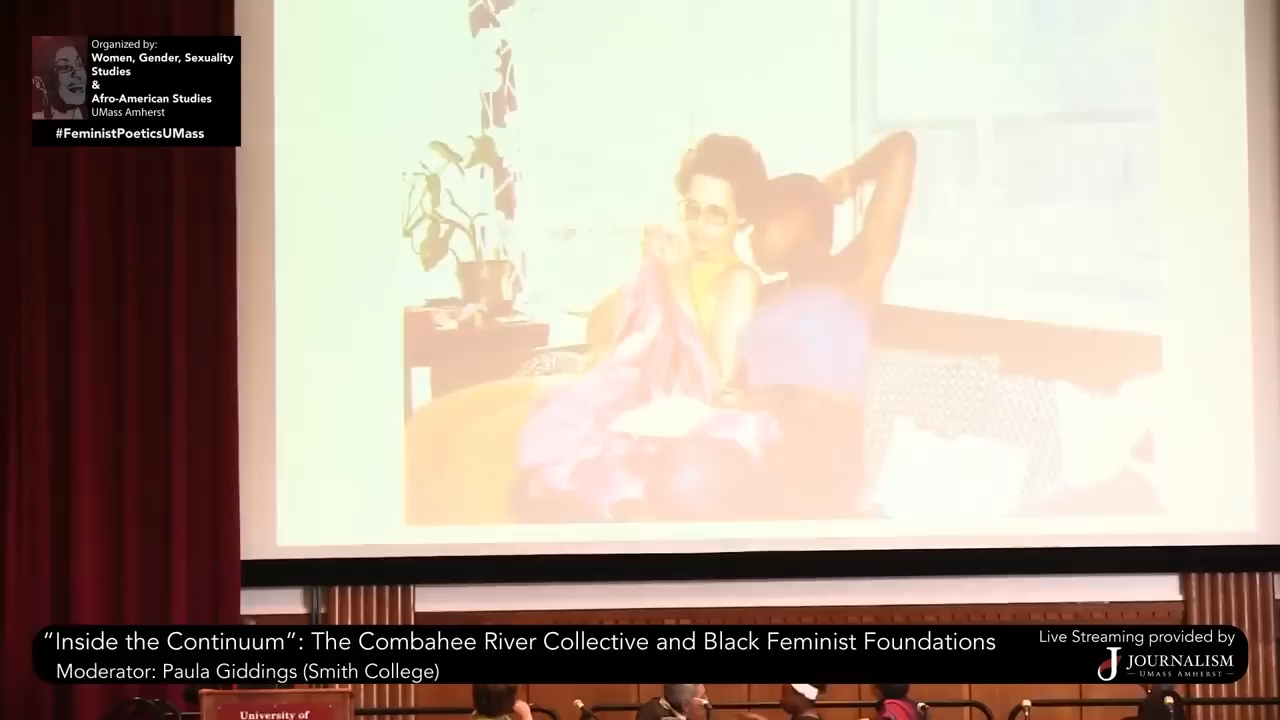 Organized by:
Women, Gender, Sexuality
Studies
&
Afro-American Studies
UMass Amherst
#FeministPoeticsUMass
“Inside the Continuum”: The Combahee River Collective and Black Feminist Foundations
Moderator: Paula Giddings (Smith College)
Live Streaming provided by
JOURNALISM
UMASS AMHERST
University of